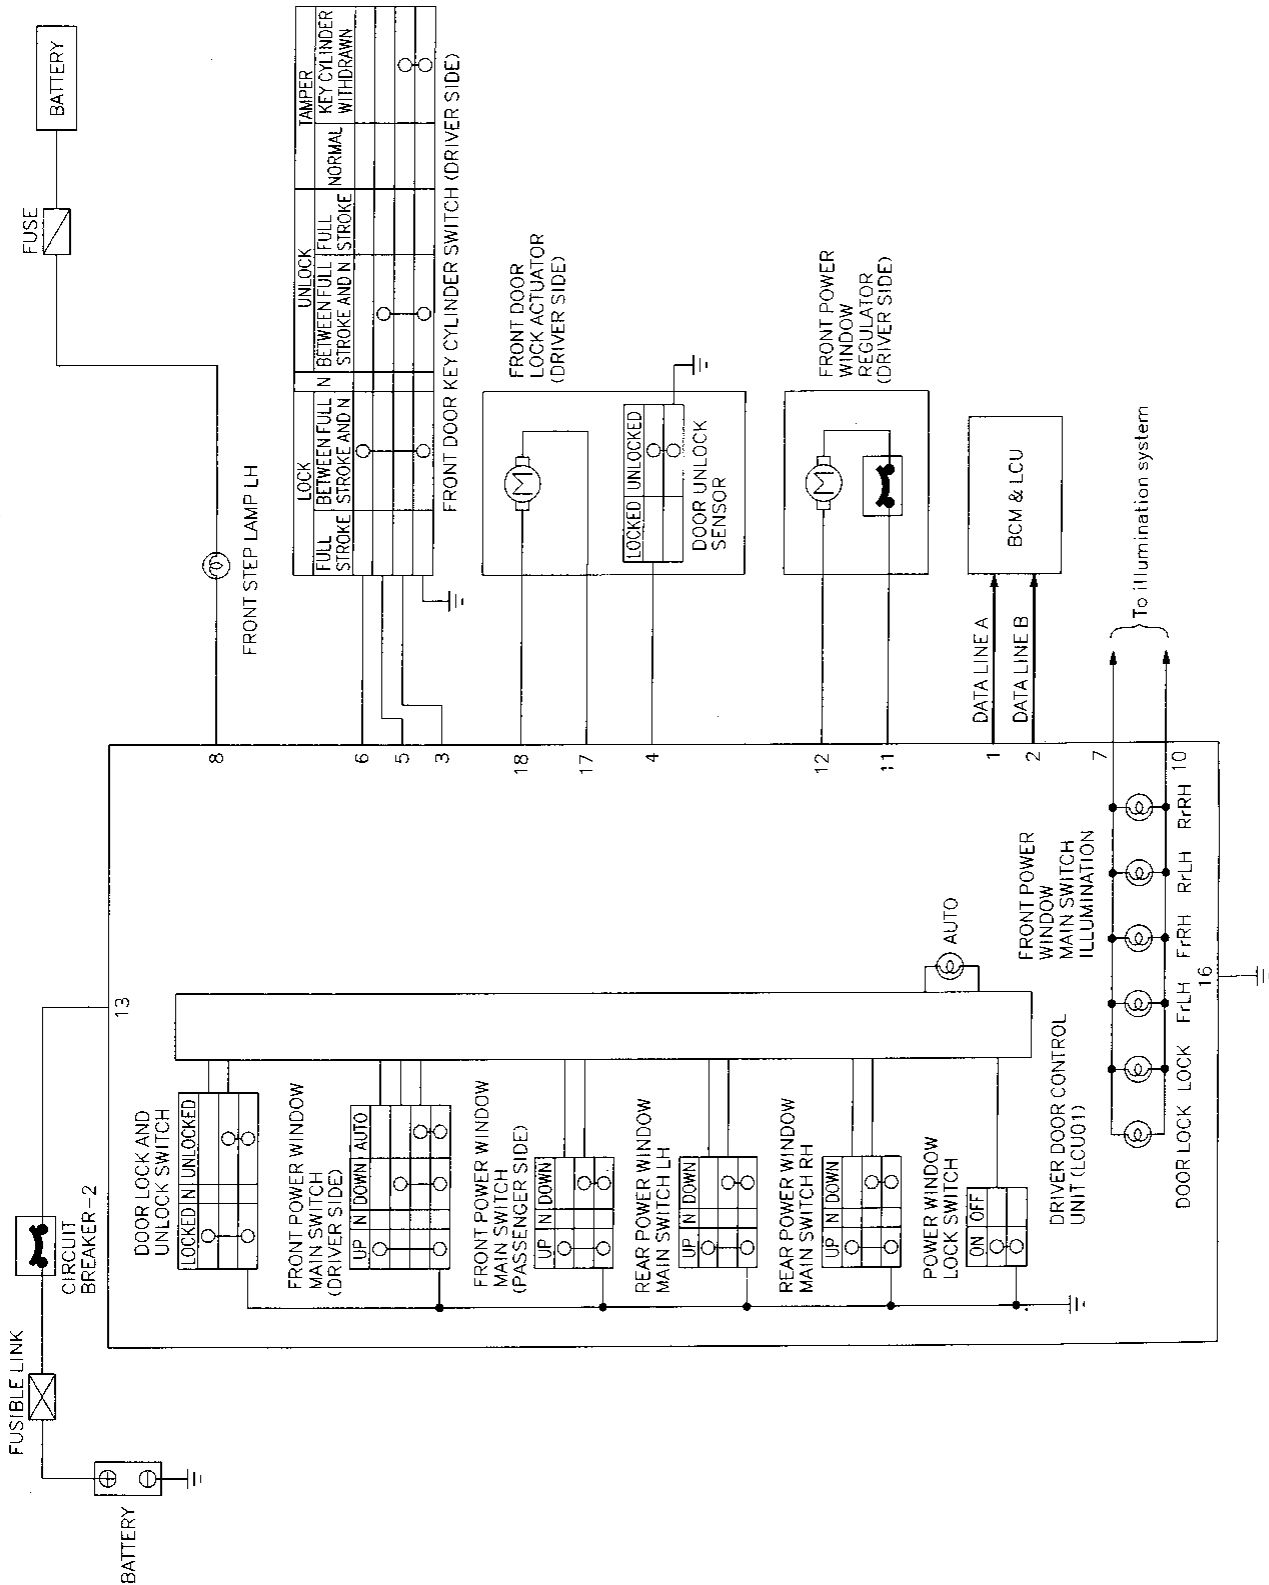 BATTERY
FUSIBLE LINK
CIRCUIT
BREAKER-2
13
DOOR LOCK AND
UNLOCK SWITCH
LOCKED N UNLOCKED
FRONT POWER WINDOW
MAIN SWITCH
(DRIVER SIDE)
UP N DOWN AUTO
FRONT POWER WINDOW
MAIN SWITCH
(PASSENGER SIDE)
UP N DOWN
REAR POWER WINDOW
MAIN SWITCH LH
UP N DOWN
REAR POWER WINDOW
MAIN SWITCH RH
UP N DOWN
POWER WINDOW
LOCK SWITCH
ON OFF
DRIVER DOOR CONTROL
UNIT (LCU01)
AUTO
FRONT POWER
WINDOW
MAIN SWITCH
ILLUMINATION
DOOR LOCK LOCK FrLH FrRH RrLH RrRH
16
8
6
5
3
18
17
4
12
11
1
2
7
10
FRONT STEP LAMP LH
FUSE
BATTERY
LOCK
UNLOCK
TAMPER
FULL
STROKE
BETWEEN FULL
STROKE AND N
N
BETWEEN FULL
STROKE AND N
FULL
STROKE
NORMAL
KEY CYLINDER
WITHDRAWN
FRONT DOOR KEY CYLINDER SWITCH (DRIVER SIDE)
FRONT DOOR
LOCK ACTUATOR
(DRIVER SIDE)
M
LOCKED UNLOCKED
DOOR UNLOCK
SENSOR
FRONT POWER
WINDOW
REGULATOR
(DRIVER SIDE)
M
DATA LINE A
DATA LINE B
BCM & LCU
To illumination system